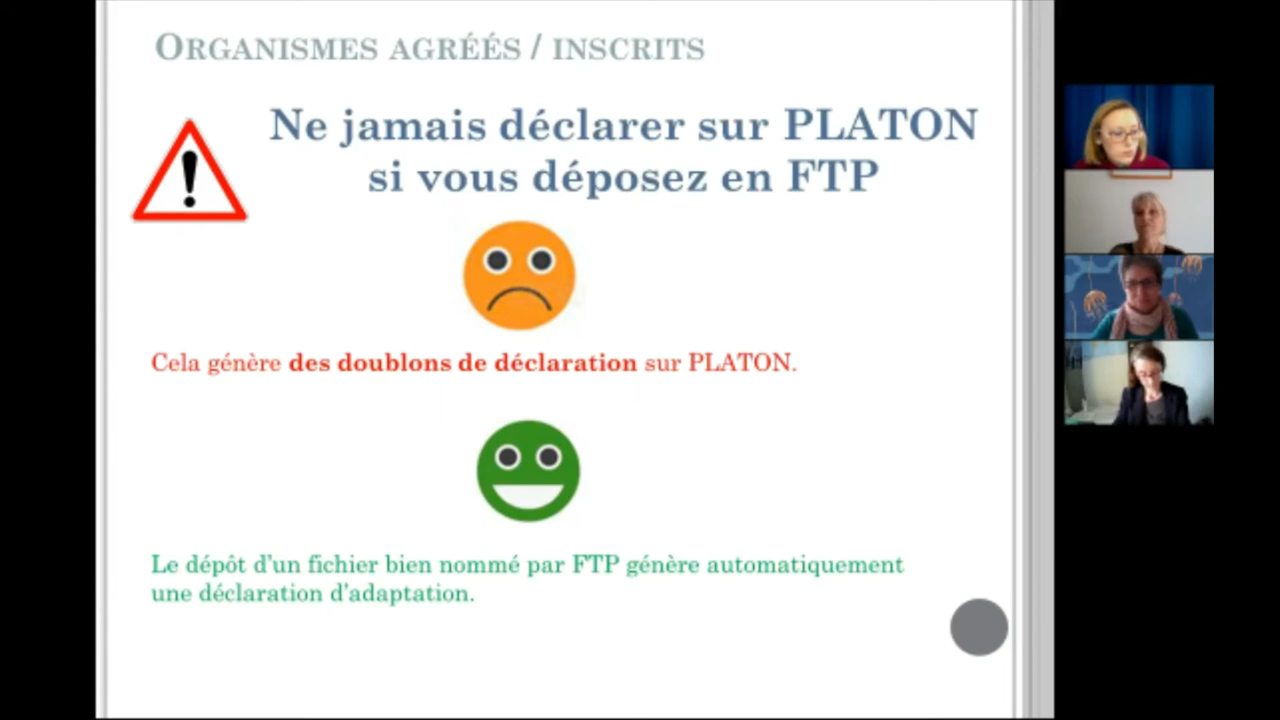 ORGANISMES AGRÉÉS / INSCRITS
Ne jamais déclarer sur PLATON
si vous déposez en FTP
Cela génère des doublons de déclaration sur PLATON.
Le dépôt d'un fichier bien nommé par FTP génère automatiquement
une déclaration d'adaptation.